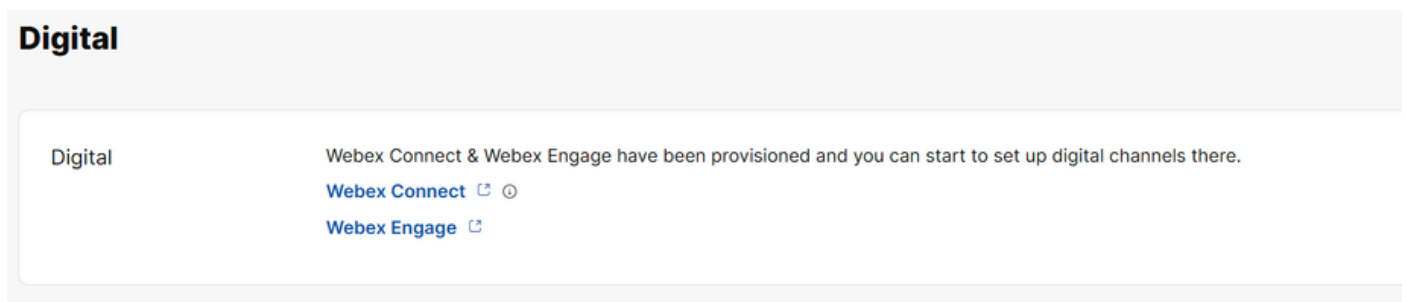 Digital
Digital
Webex Connect & Webex Engage have been provisioned and you can start to set up digital channels there.
Webex Connect
Webex Engage